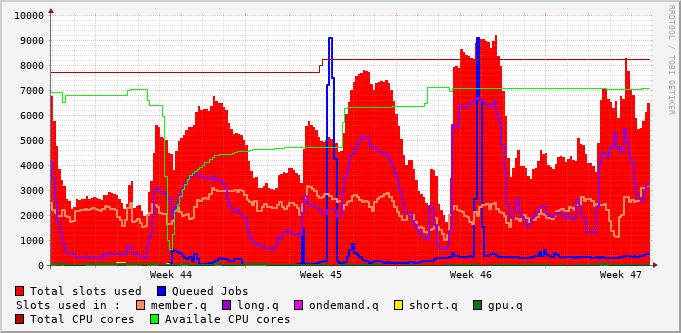 10000
9000
8000
7000
6000
5000
4000
3000
2000
1000
0
Week 44 Week 45 Week 46 Week 47
Total slots used Queued Jobs
Slots used in : member.q long.q ondemand.q short.q gpu.q
Total CPU cores Availale CPU cores
RRDTOOL / TOBI OETIKER